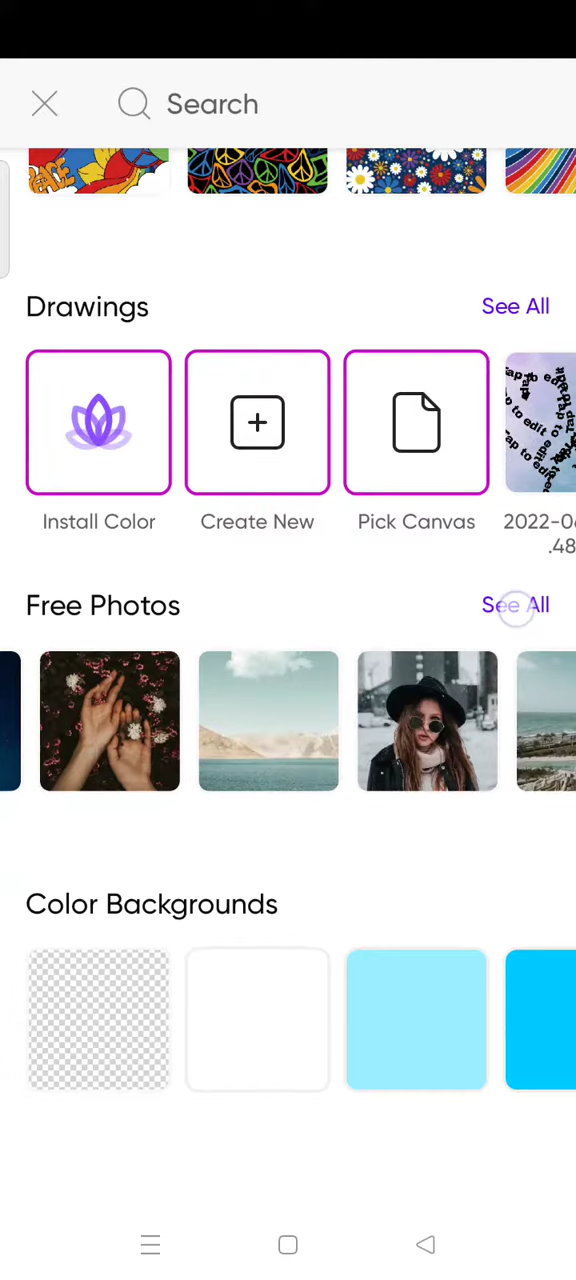 Search
Drawings
See All
Install Color
Create New
Pick Canvas
Free Photos
See All
Color Backgrounds